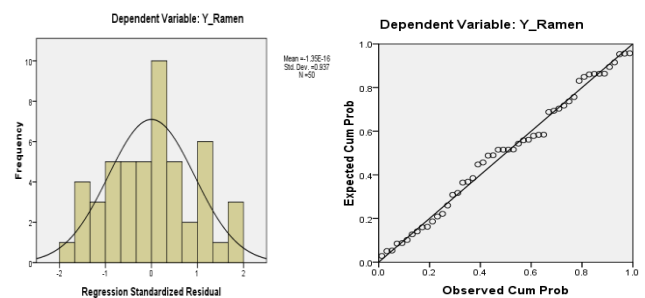 Dependent Variable: Y_Ramen
Mean =-1.35E-16
Std. Dev. =0.937
N =50
Frequency
10
8
6
4
2
0
-2 -1 0 1 2
Regression Standardized Residual
Dependent Variable: Y_Ramen
Expected Cum Prob
1.0
0.8
0.6
0.4
0.2
0.0
0.0 0.2 0.4 0.6 0.8 1.0
Observed Cum Prob